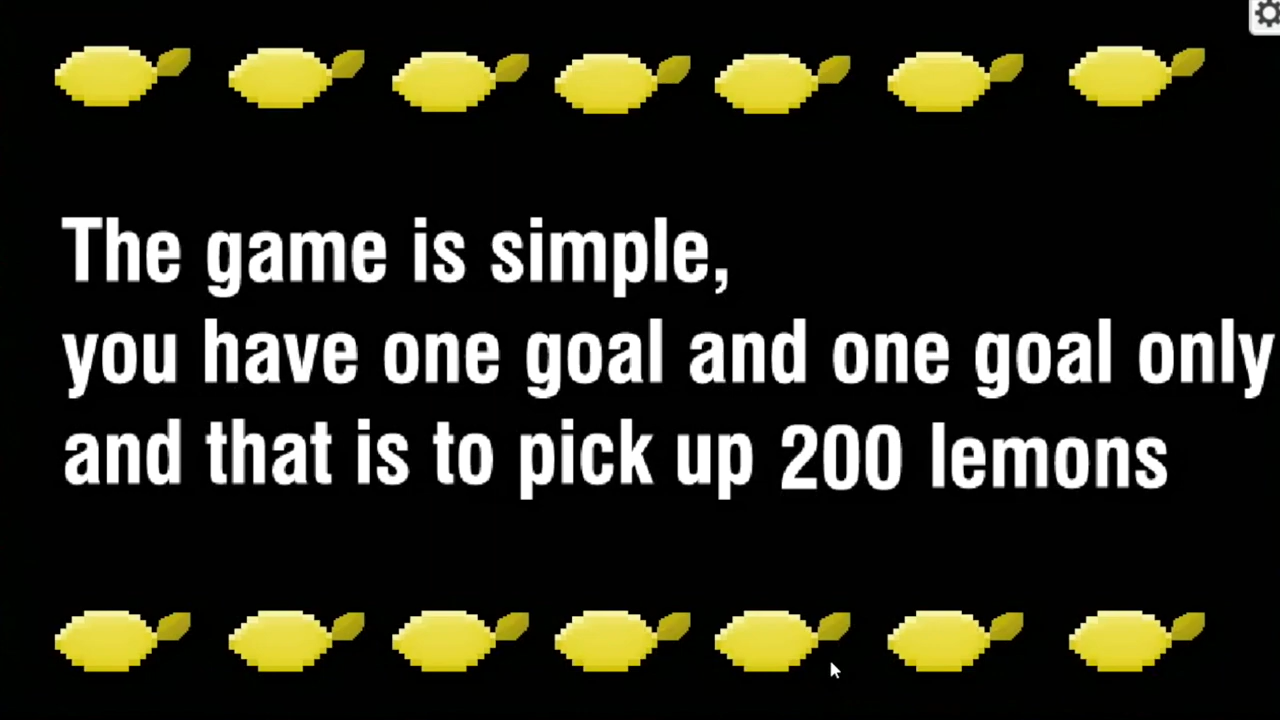 The game is simple,
you have one goal and one goal only
and that is to pick up 200 lemons